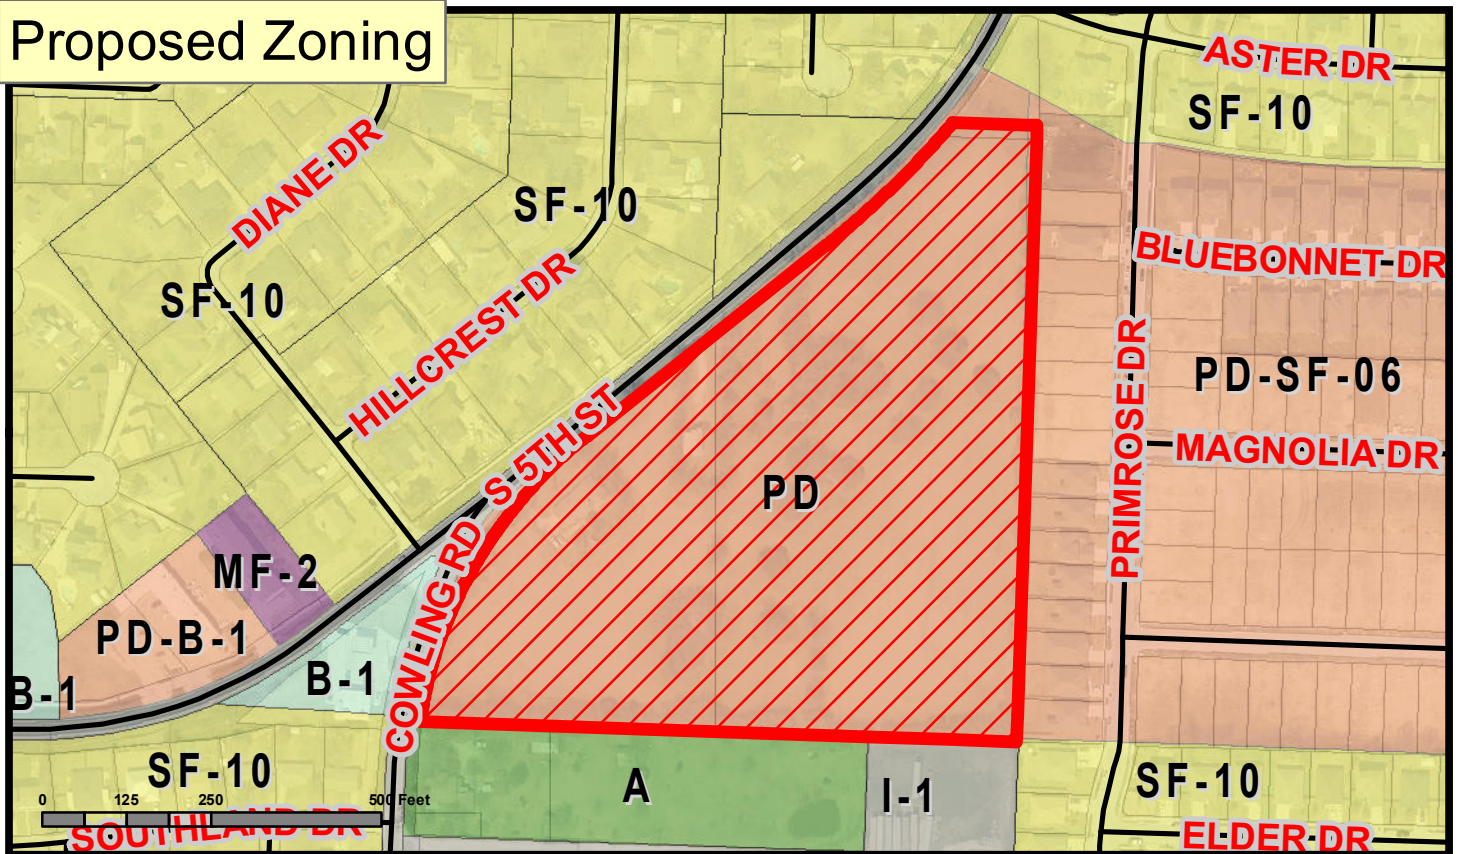 Proposed Zoning
ASTER DR
SF-10
DIANE DR
SF-10
BLUEBONNET DR
HILLCREST DR
SF-10
PRIMROSE DR
PD-SF-06
S 5TH ST
MAGNOLIA DR
PD
COWLING RD
MF-2
PD-B-1
B-1
B-1
SF-10
A
I-1
SF-10
0 125 250 500 Feet
SOUTHLAND DR
ELDER DR